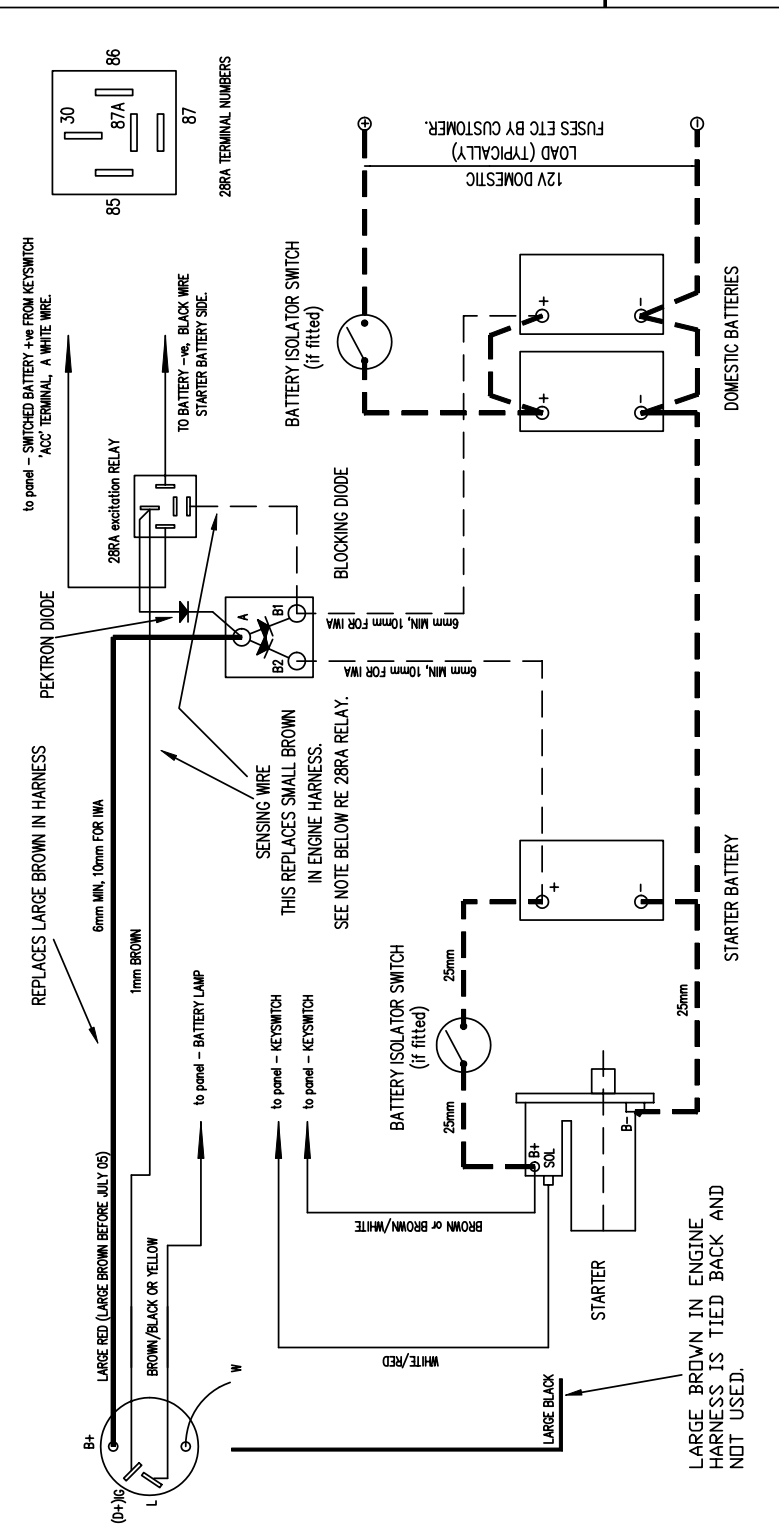 86
30
87A
87
85
28RA TERMINAL NUMBERS
to panel – SWITCHED BATTERY +ve FROM KEYSWITCH
'ACC' TERMINAL, A WHITE WIRE.
TO BATTERY –ve, BLACK WIRE
STARTER BATTERY SIDE.
28RA excitation RELAY
PEKTRON DIODE
A
B1
B2
BLOCKING DIODE
BATTERY ISOLATOR SWITCH
(if fitted)
+
12V DOMESTIC
LOAD (TYPICALLY)
FUSES ETC BY CUSTOMER.
-
+
-
+
-
DOMESTIC BATTERIES
6mm MIN, 10mm FOR IWA
6mm MIN, 10mm FOR IWA
REPLACES LARGE BROWN IN HARNESS
6mm MIN, 10mm FOR IWA
1mm BROWN
SENSING WIRE
THIS REPLACES SMALL BROWN
IN ENGINE HARNESS.
SEE NOTE BELOW RE 28RA RELAY.
to panel – BATTERY LAMP
to panel – KEYSWITCH
to panel – KEYSWITCH
BATTERY ISOLATOR SWITCH
(if fitted)
25mm
25mm
+
-
STARTER BATTERY
25mm
LARGE RED (LARGE BROWN BEFORE JULY 05)
BROWN/BLACK OR YELLOW
B+
(D+)IG
L
W
BROWN or BROWN/WHITE
WHITE/RED
B+
SOL
B-
STARTER
LARGE BLACK
LARGE BROWN IN ENGINE
HARNESS IS TIED BACK AND
NOT USED.